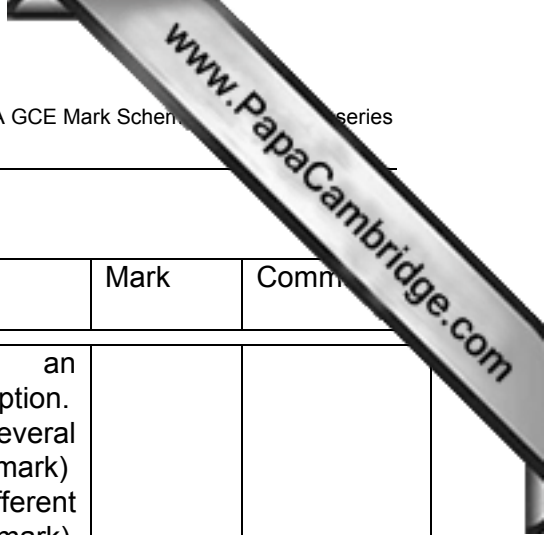 www.PapaCambridge.com
A GCE Mark Schem series
Mark Comm
an
ption.
everal
mark)
fferent
mark)